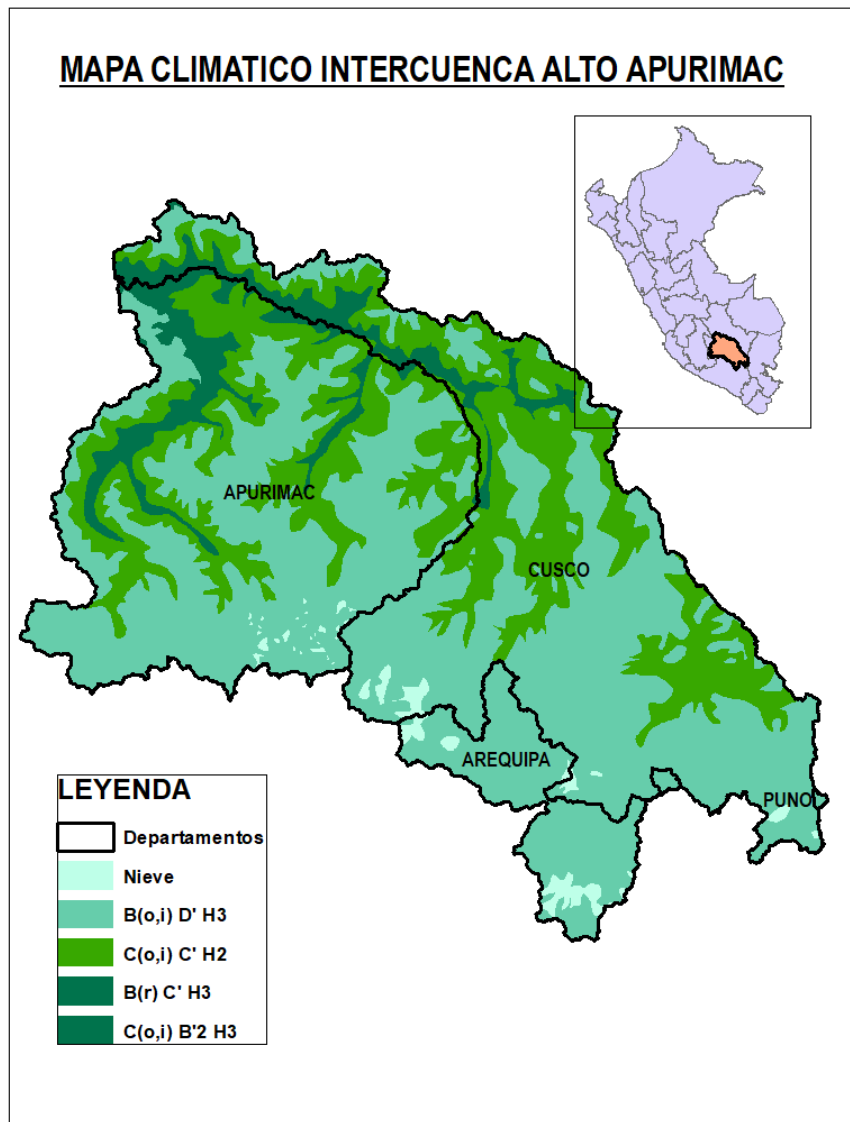 MAPA CLIMATICO INTERCUENCA ALTO APURIMAC
APURIMAC
CUSCO
AREQUIPA
PUNO
LEYENDA
Departamentos
Nieve
B(o,i) D' H3
C(o,i) C' H2
B(r) C' H3
C(o,i) B'2 H3